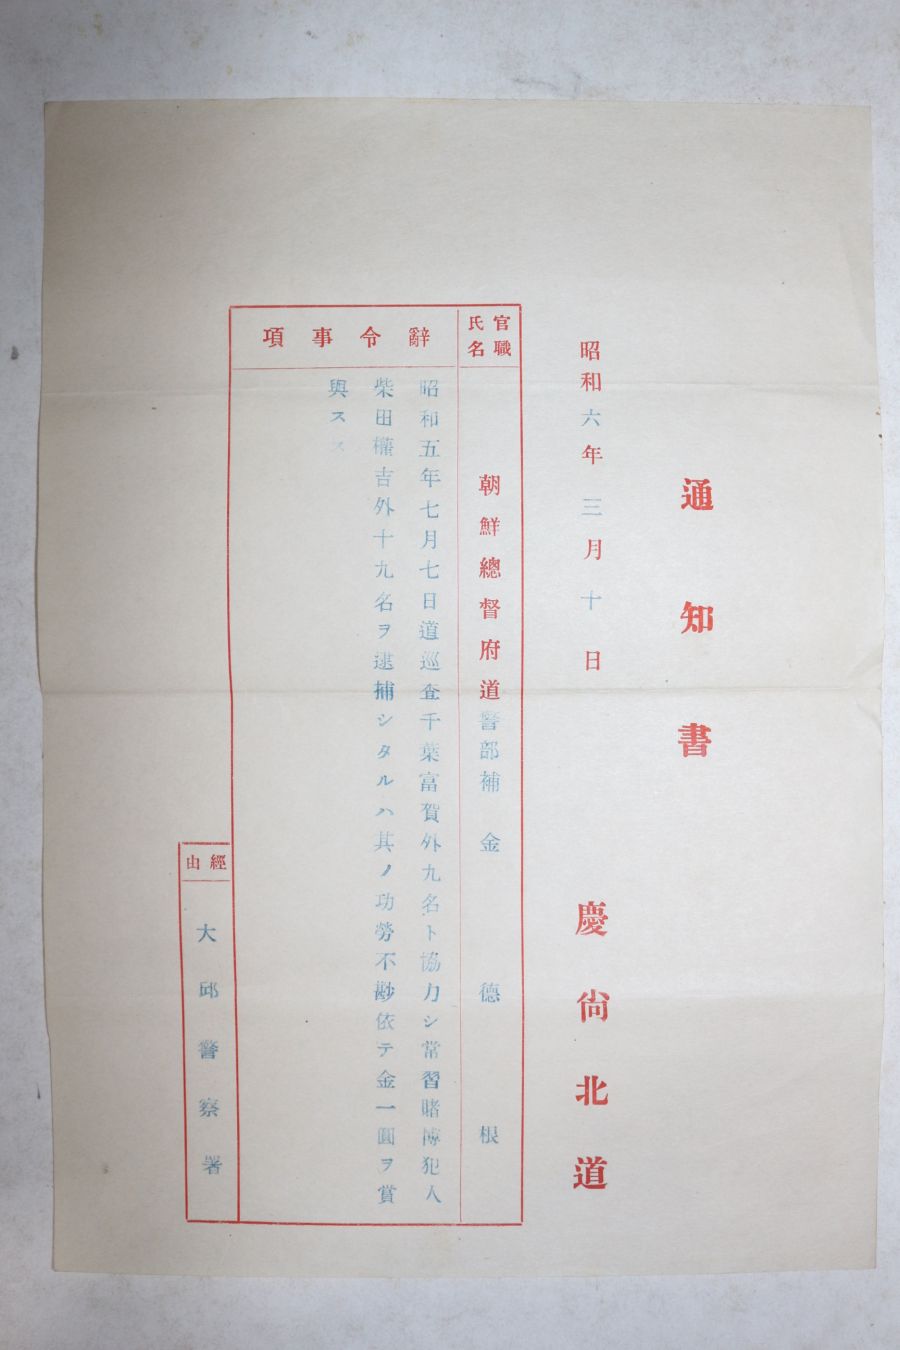 通知書
昭和六年三月十日
慶尙北道
官職氏名
朝鮮總督府道警部補 金德根
辭令事項
昭和五年七月七日道巡査千葉富賀外九名ト協力シ常習賭博犯人
柴田權吉外十九名ヲ逮捕シタルハ其ノ功勞不尠依テ金一圓ヲ賞
與ス
經由
大邱警察署